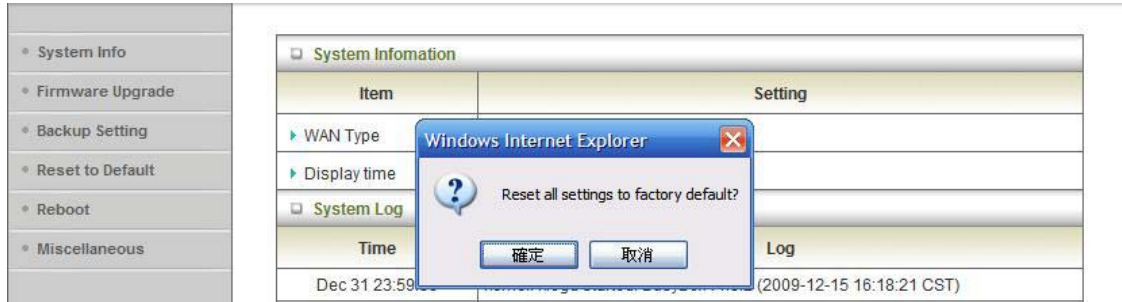 System Info
Firmware Upgrade
Backup Setting
Reset to Default
Reboot
Miscellaneous
System Infomation
Item Setting
WAN Type
Display time
System Log
Time Log
Dec 31 23:59 (2009-12-15 16:18:21 CST)
Windows Internet Explorer
Reset all settings to factory default?
確定 取消